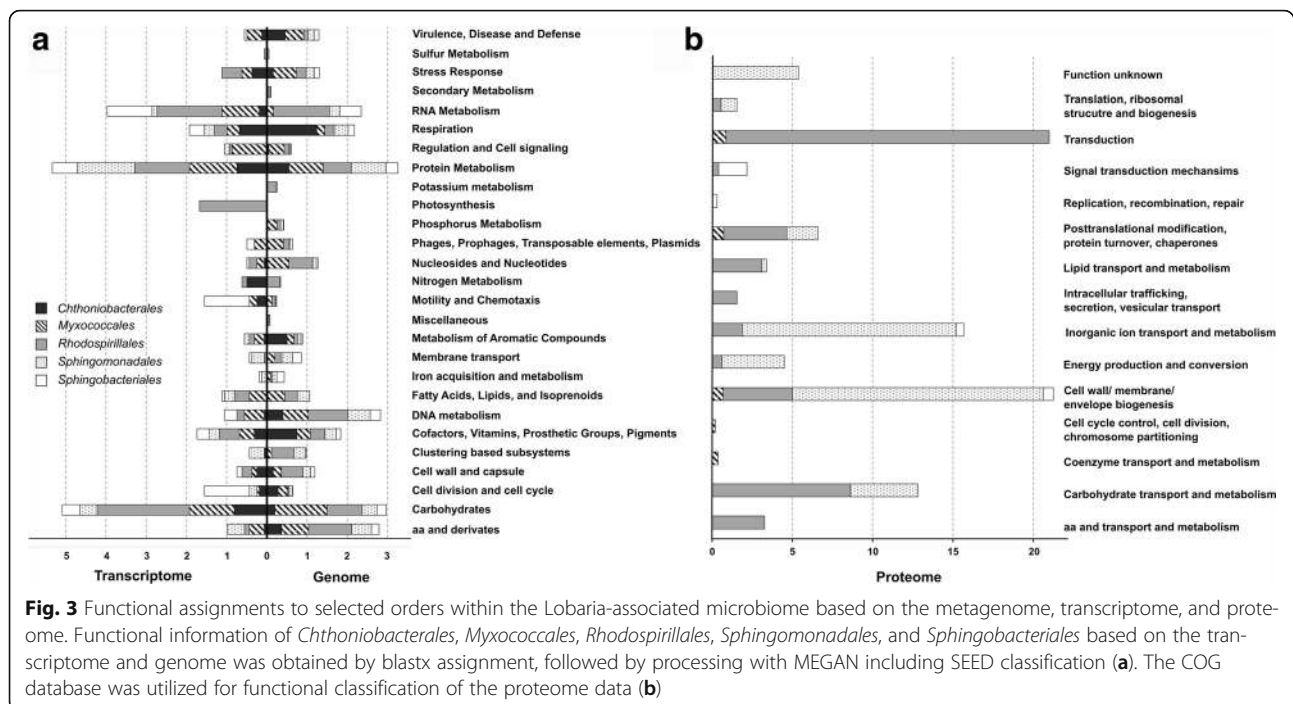 a
Virulence, Disease and Defense
Sulfur Metabolism
Stress Response
Secondary Metabolism
RNA Metabolism
Respiration
Regulation and Cell signaling
Protein Metabolism
Potassium metabolism
Photosynthesis
Phosphorus Metabolism
Phages, Prophages, Transposable elements, Plasmids
Nucleosides and Nucleotides
Nitrogen Metabolism
Motility and Chemotaxis
Miscellaneous
Metabolism of Aromatic Compounds
Membrane transport
Iron acquisition and metabolism
Fatty Acids, Lipids, and Isoprenoids
DNA metabolism
Cofactors, Vitamins, Prosthetic Groups, Pigments
Clustering based subsystems
Cell wall and capsule
Cell division and cell cycle
Carbohydrates
aa and derivates
Chthoniobacterales
Myxococcales
Rhodospirillales
Sphingomonadales
Sphingobacteriales
5 4 3 2 1 0 1 2 3
Transcriptome Genome
b
Function unknown
Translation, ribosomal
strucutre and biogenesis
Transduction
Signal transduction mechansims
Replication, recombination, repair
Posttranslational modification,
protein turnover, chaperones
Lipid transport and metabolism
Intracellular trafficking,
secretion, vesicular transport
Inorganic ion transport and metabolism
Energy production and conversion
Cell wall/ membrane/
envelope biogenesis
Cell cycle control, cell division,
chromosome partitioning
Coenzyme transport and metabolism
Carbohydrate transport and metabolism
aa and transport and metabolism
0 5 10 15 20
Proteome
Fig. 3 Functional assignments to selected orders within the Lobaria-associated microbiome based on the metagenome, transcriptome, and prote-
ome. Functional information of Chthoniobacterales, Myxococcales, Rhodospirillales, Sphingomonadales, and Sphingobacteriales based on the tran-
scriptome and genome was obtained by blastx assignment, followed by processing with MEGAN including SEED classification (a). The COG
database was utilized for functional classification of the proteome data (b)